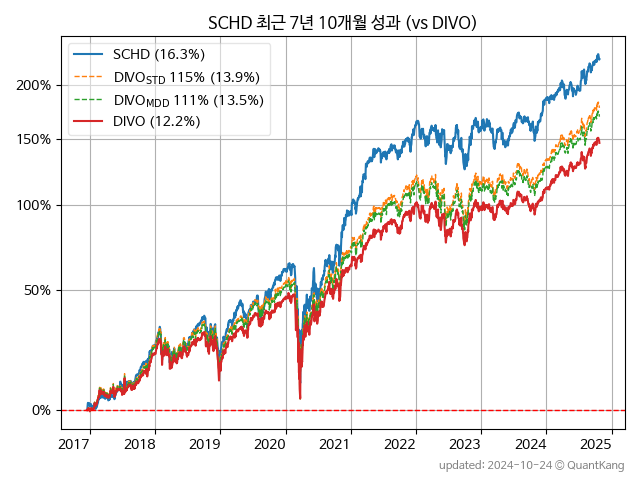 SCHD 최근 7년 10개월 성과 (vs DIVO)
SCHD (16.3%)
DIVO_STD 115% (13.9%)
DIVO_MDD 111% (13.5%)
DIVO (12.2%)
200%
150%
100%
50%
0%
2017 2018 2019 2020 2021 2022 2023 2024 2025
updated: 2024-10-24 © QuantKang